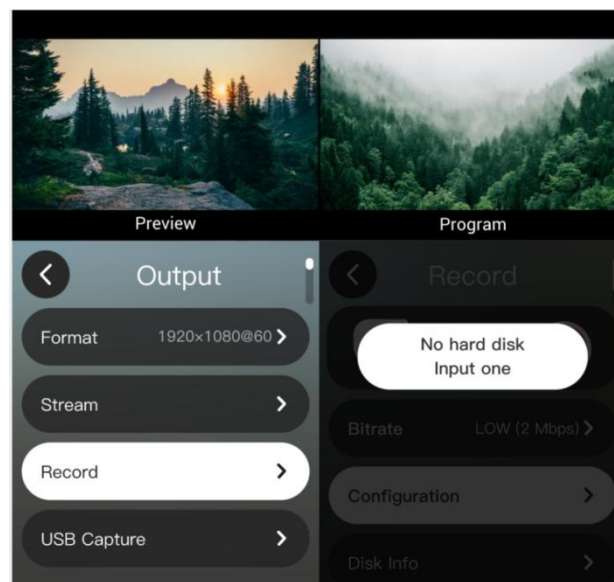 Preview
Program
Output
Format 1920×1080@60
Stream
Record
USB Capture
Record
No hard disk
Input one
Bitrate LOW (2 Mbps)
Configuration
Disk Info